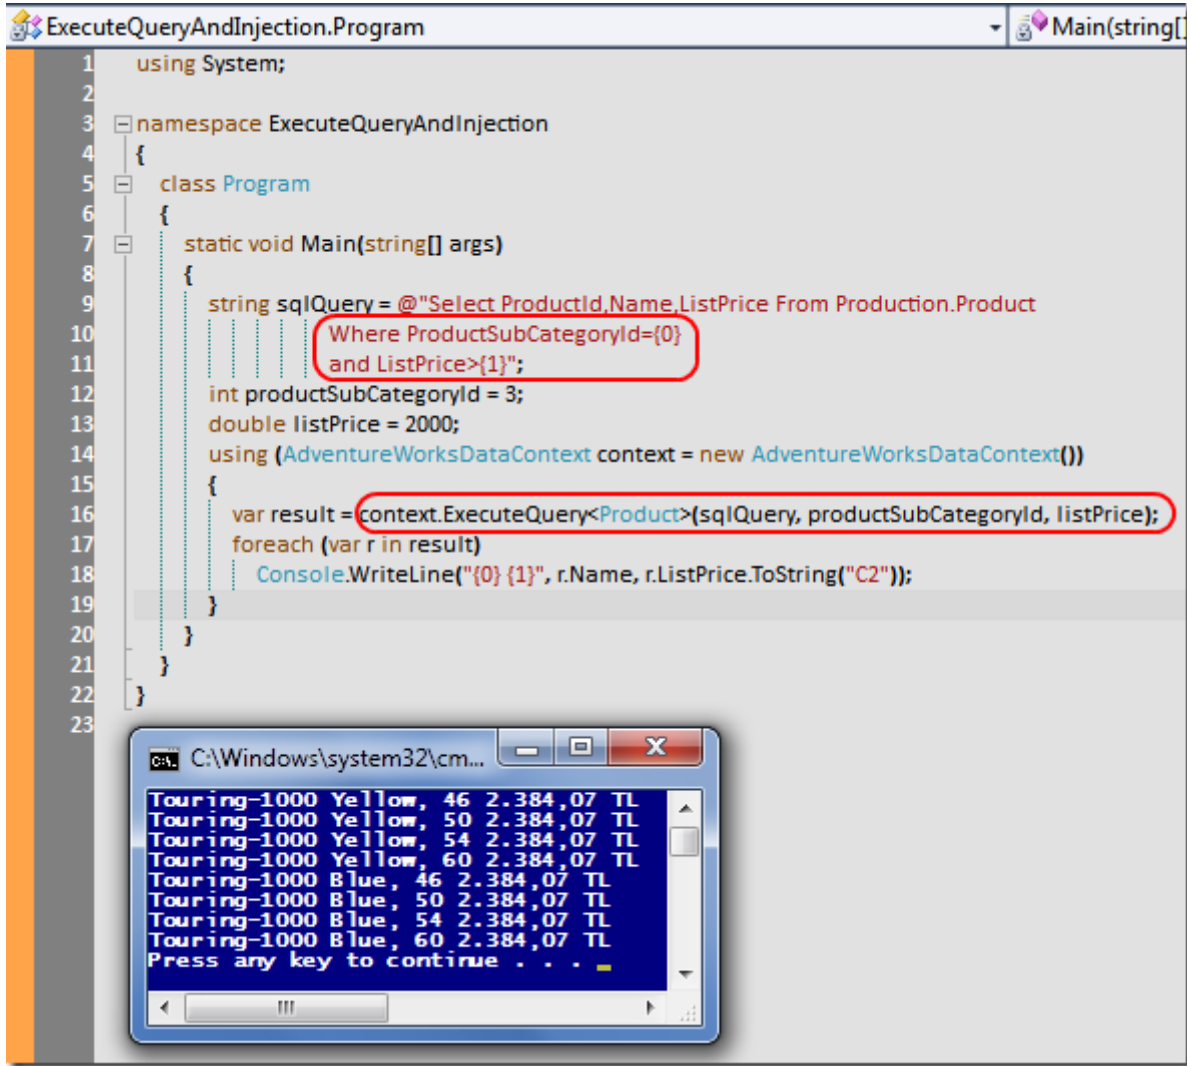 ExecuteQueryAndInjection.Program Main(string[]
1 using System;
2
3 namespace ExecuteQueryAndInjection
4 {
5 class Program
6 {
7 static void Main(string[] args)
8 {
9 string sqlQuery = @"Select ProductId,Name,ListPrice From Production.Product
10 Where ProductSubCategoryId={0}
11 and ListPrice>{1}";
12 int productSubCategoryId = 3;
13 double listPrice = 2000;
14 using (AdventureWorksDataContext context = new AdventureWorksDataContext())
15 {
16 var result = context.ExecuteQuery<Product>(sqlQuery, productSubCategoryId, listPrice);
17 foreach (var r in result)
18 Console.WriteLine("{0} {1}", r.Name, r.ListPrice.ToString("C2"));
19 }
20 }
21 }
22 }
23
C:\Windows\system32\cm...
Touring-1000 Yellow, 46 2.384,07 TL
Touring-1000 Yellow, 50 2.384,07 TL
Touring-1000 Yellow, 54 2.384,07 TL
Touring-1000 Yellow, 60 2.384,07 TL
Touring-1000 Blue, 46 2.384,07 TL
Touring-1000 Blue, 50 2.384,07 TL
Touring-1000 Blue, 54 2.384,07 TL
Touring-1000 Blue, 60 2.384,07 TL
Press any key to continue . . .